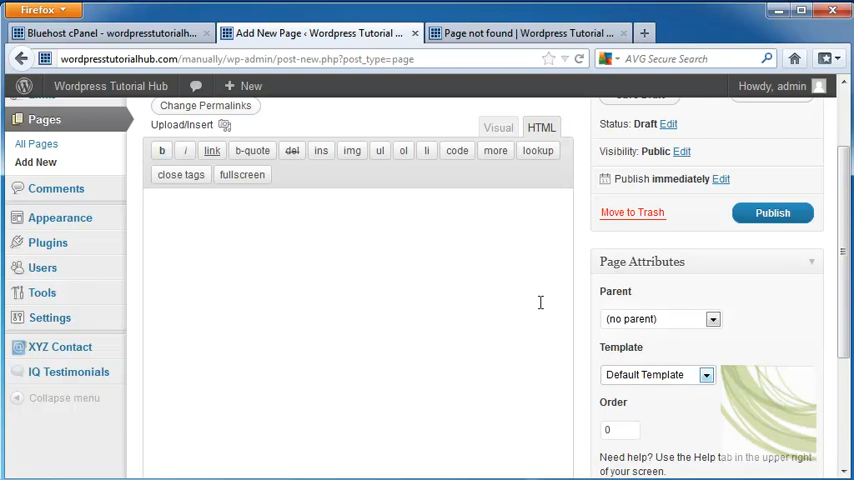 Firefox
Bluehost cPanel - wordpresstutorialh...
Add New Page ‹ Wordpress Tutorial ...
Page not found | Wordpress Tutorial ...
wordpresstutorialhub.com/manually/wp-admin/post-new.php?post_type=page
AVG Secure Search
Wordpress Tutorial Hub
New
Howdy, admin
Change Permalinks
Pages
Upload/Insert
Visual
HTML
Status: Draft Edit
All Pages
b
i
link
b-quote
del
ins
img
ul
ol
li
code
more
lookup
Visibility: Public Edit
Add New
close tags
fullscreen
Publish immediately Edit
Comments
Move to Trash
Publish
Appearance
Plugins
Page Attributes
Users
Parent
Tools
(no parent)
Settings
Template
XYZ Contact
Default Template
IQ Testimonials
Order
Collapse menu
0
Need help? Use the Help tab in the upper right
of your screen.